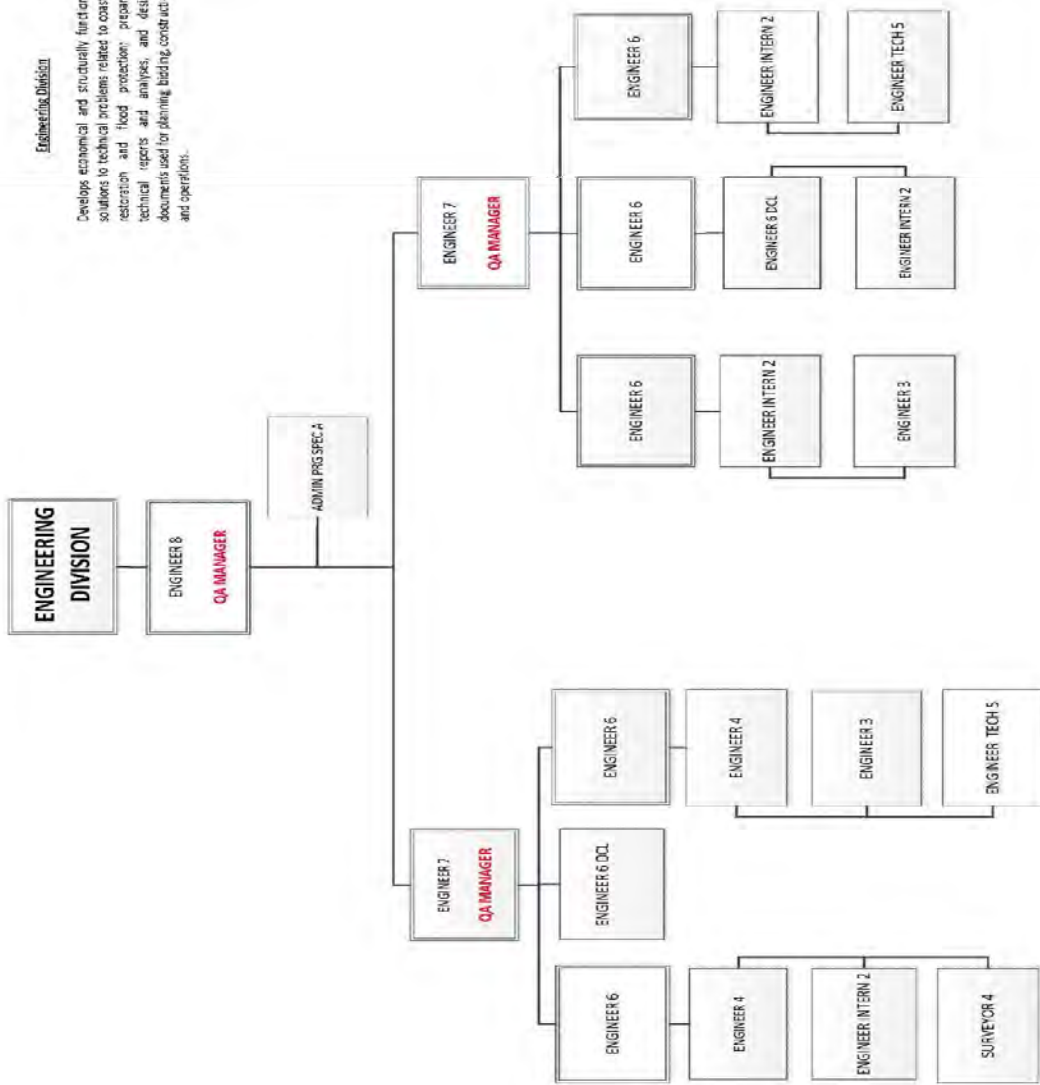 ENGINEERING
DIVISION
Engineering Division
Develops economical and structurally function
solutions to technical problems related to coast
restoration and flood protection; prepar
technical reports and analyses, and desi
documents used for planning, bidding, constructi
and operations.
ENGINEER 8
QA MANAGER
ADMIN PRG SPEC A
ENGINEER 7
QA MANAGER
ENGINEER 7
QA MANAGER
ENGINEER 6
ENGINEER 6 DCL
ENGINEER 6
ENGINEER 6
ENGINEER 6
ENGINEER 6
ENGINEER 4
ENGINEER 4
ENGINEER INTERN 2
ENGINEER 6 DCL
ENGINEER INTERN 2
ENGINEER INTERN 2
ENGINEER 3
ENGINEER 3
ENGINEER INTERN 2
ENGINEER TECH 5
SURVEYOR 4
ENGINEER TECH 5